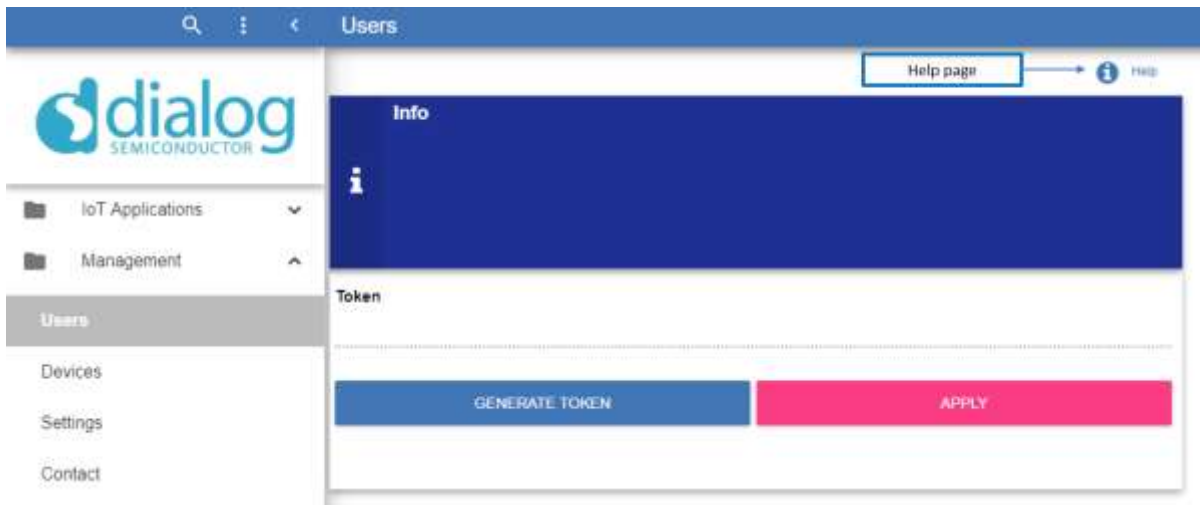 Users
Help page
Help
dialog
SEMICONDUCTOR
Info
i
IoT Applications
Management
Token
Users
Devices
GENERATE TOKEN
APPLY
Settings
Contact